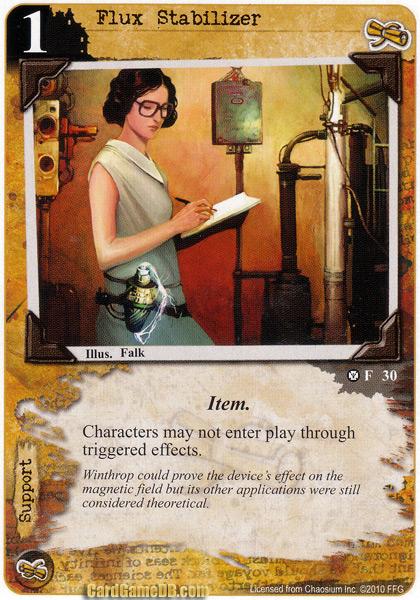 1
Flux Stabilizer
Illus. Falk
F 30
Item.
Characters may not enter play through
triggered effects.
Winthrop could prove the device's effect on the
magnetic field but its other applications were still
considered theoretical.
Support
CardGameDB.com
Licensed from Chaosium Inc. ©2010 FFG